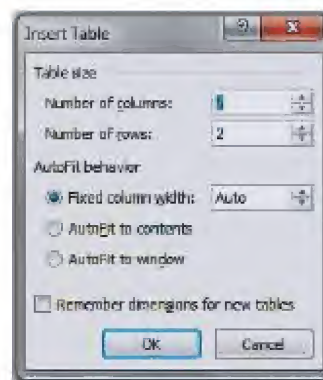 Insert Table
Table size
Number of columns:
Number of rows: 2
AutoFit behavior
Fixed column width: Auto
AutoFit to contents
AutoFit to window
Remember dimensions for new tables
OK Cancel